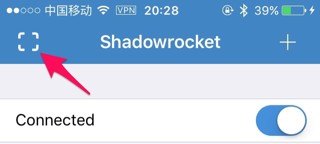 中国移动 VPN 20:28 39%
Shadowrocket
Connected